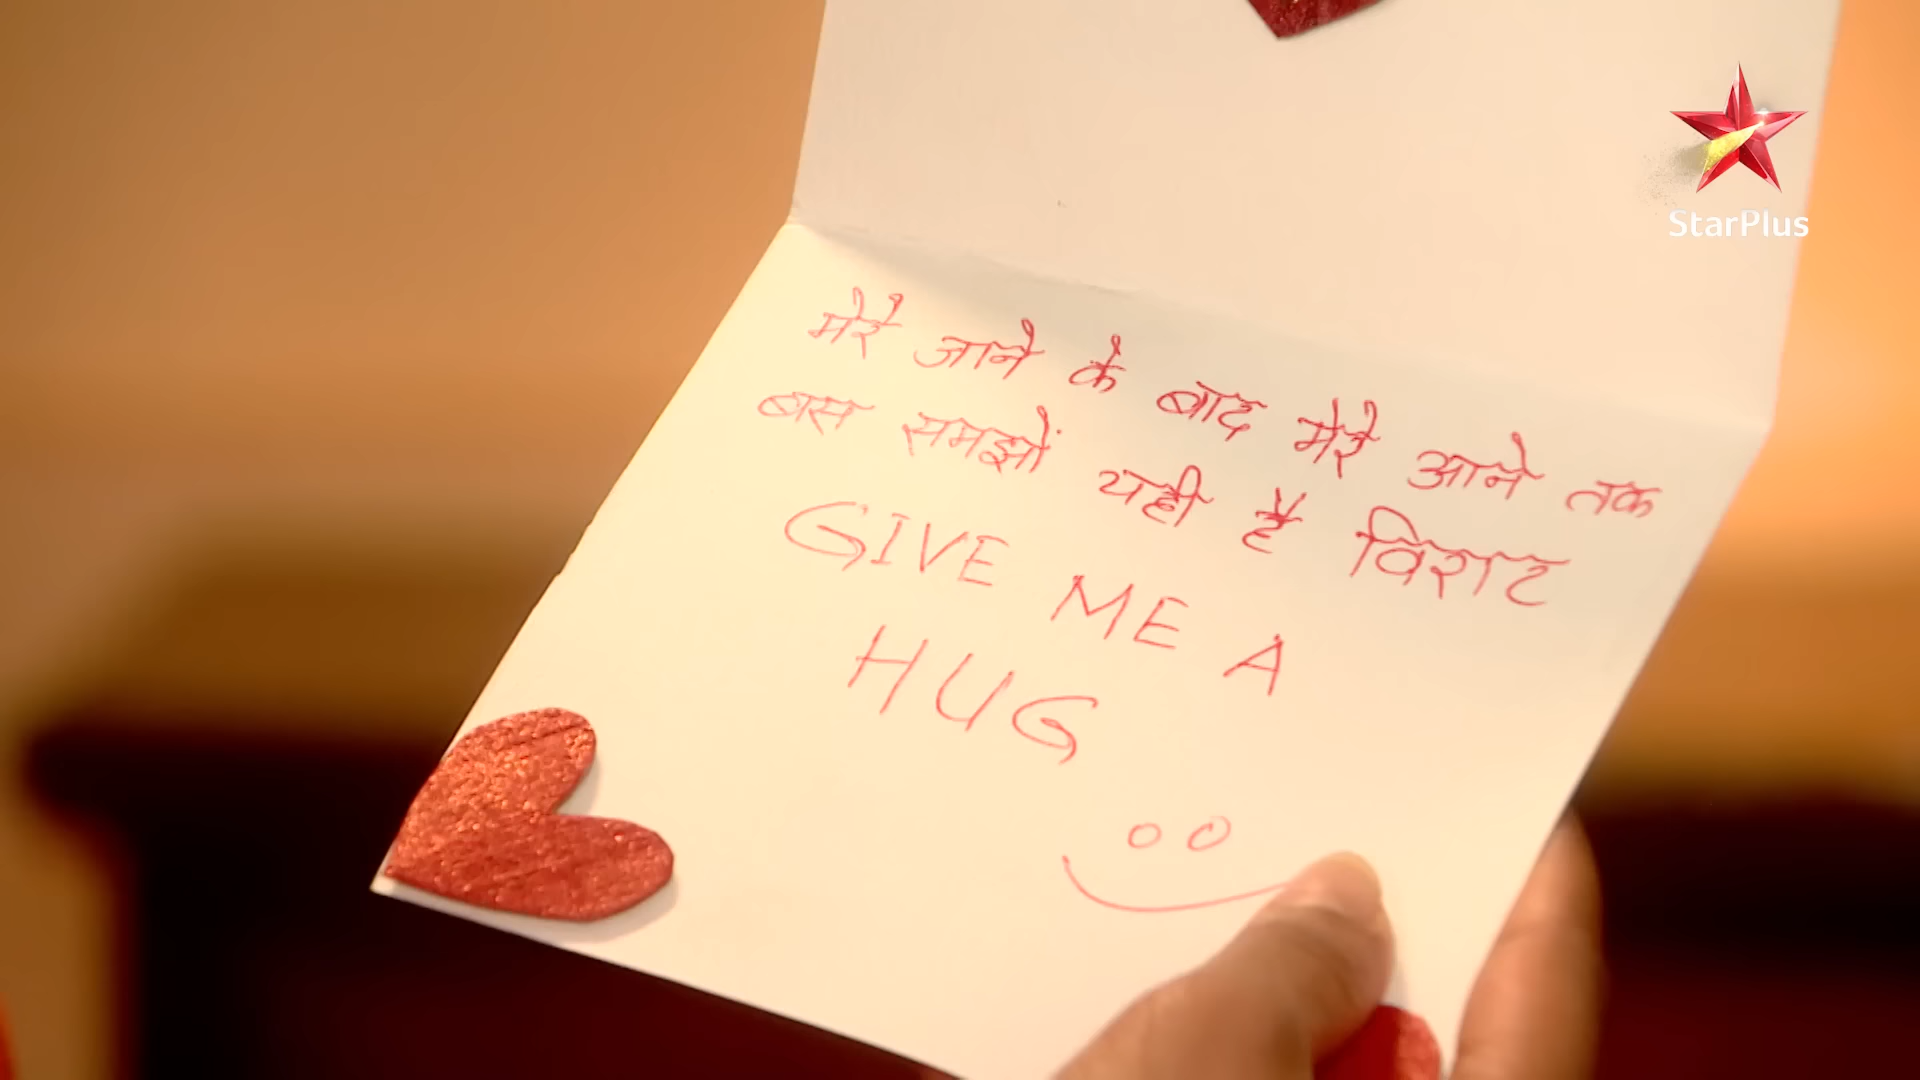 StarPlus
मेरे जाने के बाद मेरे आने तक
बस समझों यही है विराट
GIVE ME A
HUG